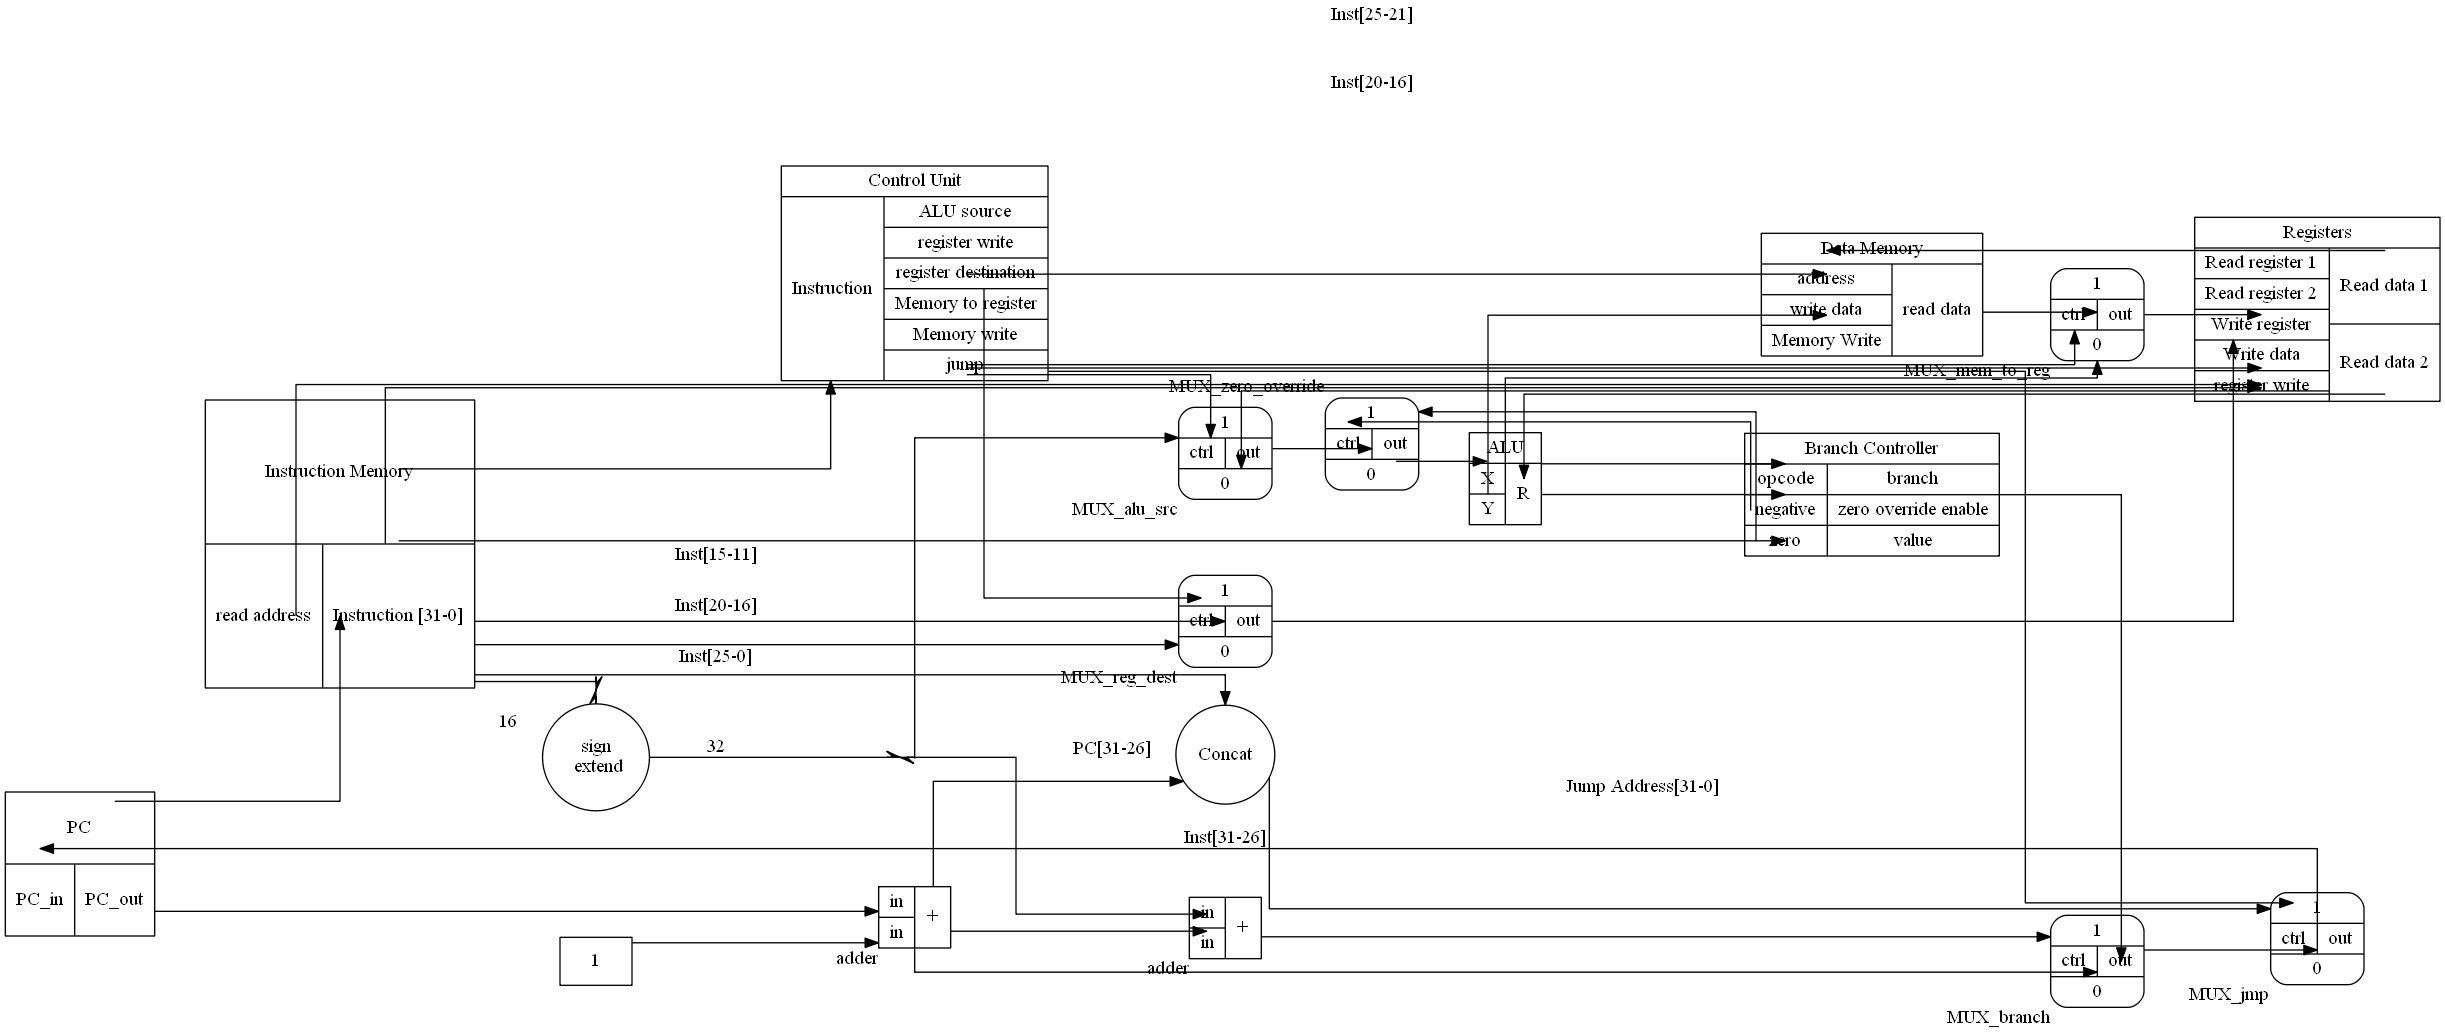 Inst[25-21]
Inst[20-16]
Control Unit
Instruction
ALU source
register write
register destination
Memory to register
Memory write
jump
Data Memory
address
write data
Memory Write
read data
1
ctrl
out
0
MUX_mem_to_reg
Registers
Read register 1
Read register 2
Write register
Write data
register write
Read data 1
Read data 2
MUX_zero_override
1
ctrl
out
0
MUX_alu_src
1
ctrl
out
0
ALU
X
Y
R
Branch Controller
opcode
negative
zero
branch
zero override enable
value
Instruction Memory
read address
Instruction [31-0]
Inst[15-11]
Inst[20-16]
Inst[25-0]
1
ctrl
out
0
MUX_reg_dest
16
sign
extend
32
PC[31-26]
Concat
Jump Address[31-0]
PC
PC_in
PC_out
Inst[31-26]
1
in
in
+
adder
in
in
+
adder
1
ctrl
out
0
MUX_branch
1
ctrl
out
0
MUX_jmp